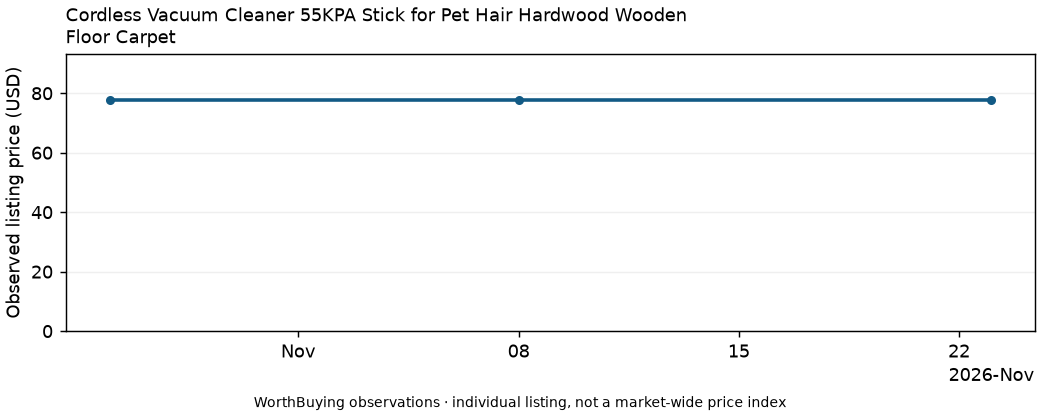 Cordless Vacuum Cleaner 55KPA Stick for Pet Hair Hardwood Wooden
Floor Carpet
Observed listing price (USD)
80
60
40
20
0
Nov
08
15
22
2026-Nov
WorthBuying observations · individual listing, not a market-wide price index